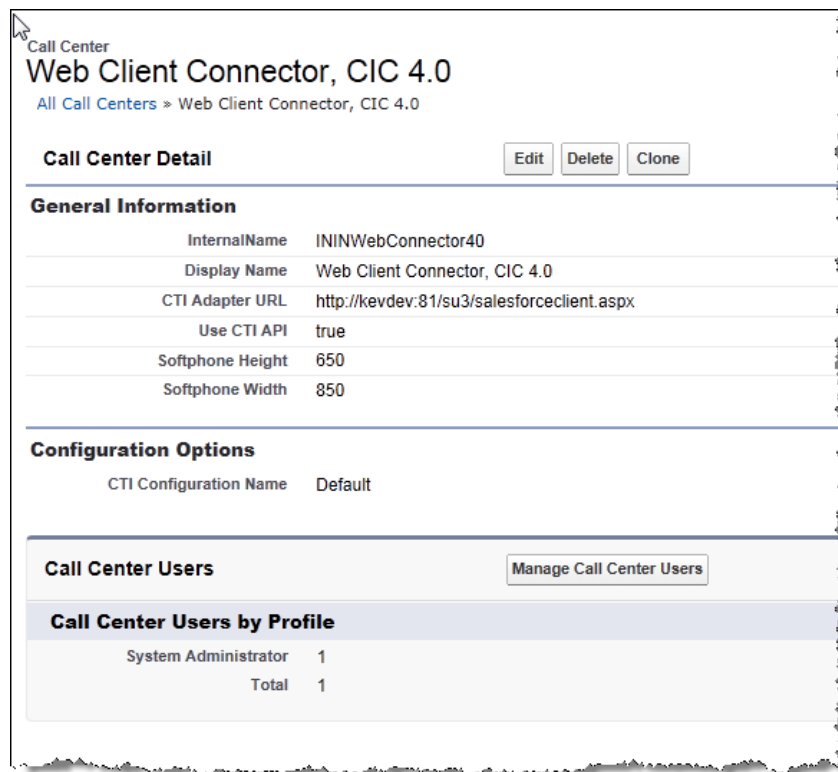 Call Center
Web Client Connector, CIC 4.0
All Call Centers » Web Client Connector, CIC 4.0
Call Center Detail Edit Delete Clone
General Information
InternalName ININWebConnector40
Display Name Web Client Connector, CIC 4.0
CTI Adapter URL http://kevdev:81/su3/salesforceclient.aspx
Use CTI API true
Softphone Height 650
Softphone Width 850
Configuration Options
CTI Configuration Name Default
Call Center Users Manage Call Center Users
Call Center Users by Profile
System Administrator 1
Total 1